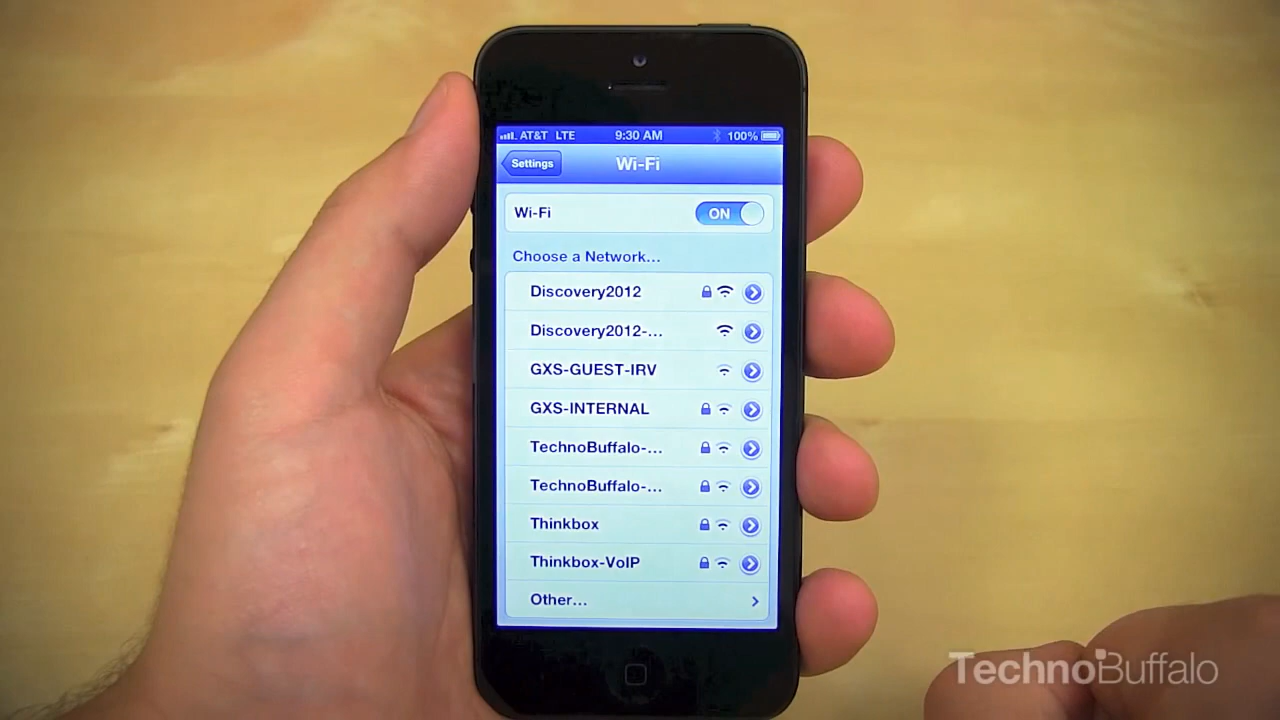 AT&T LTE 9:30 AM 100%
Settings Wi-Fi
Wi-Fi ON
Choose a Network...
Discovery2012
Discovery2012-...
GXS-GUEST-IRV
GXS-INTERNAL
TechnoBuffalo-...
TechnoBuffalo-...
Thinkbox
Thinkbox-VoIP
Other...
TechnoBuffalo